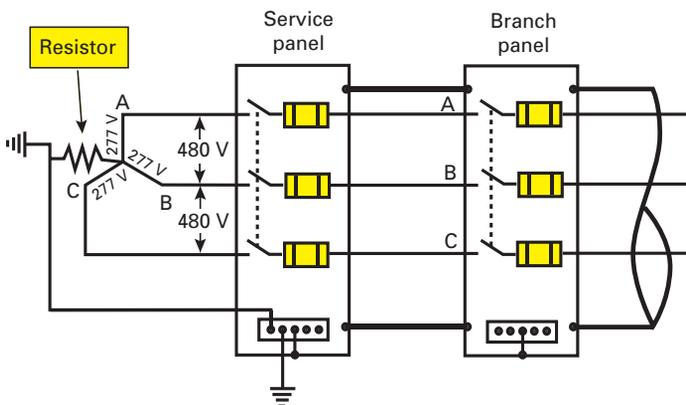 Service
panel
Branch
panel
Resistor
A
277 V
277 V
277 V
C
B
480 V
480 V
A
B
C